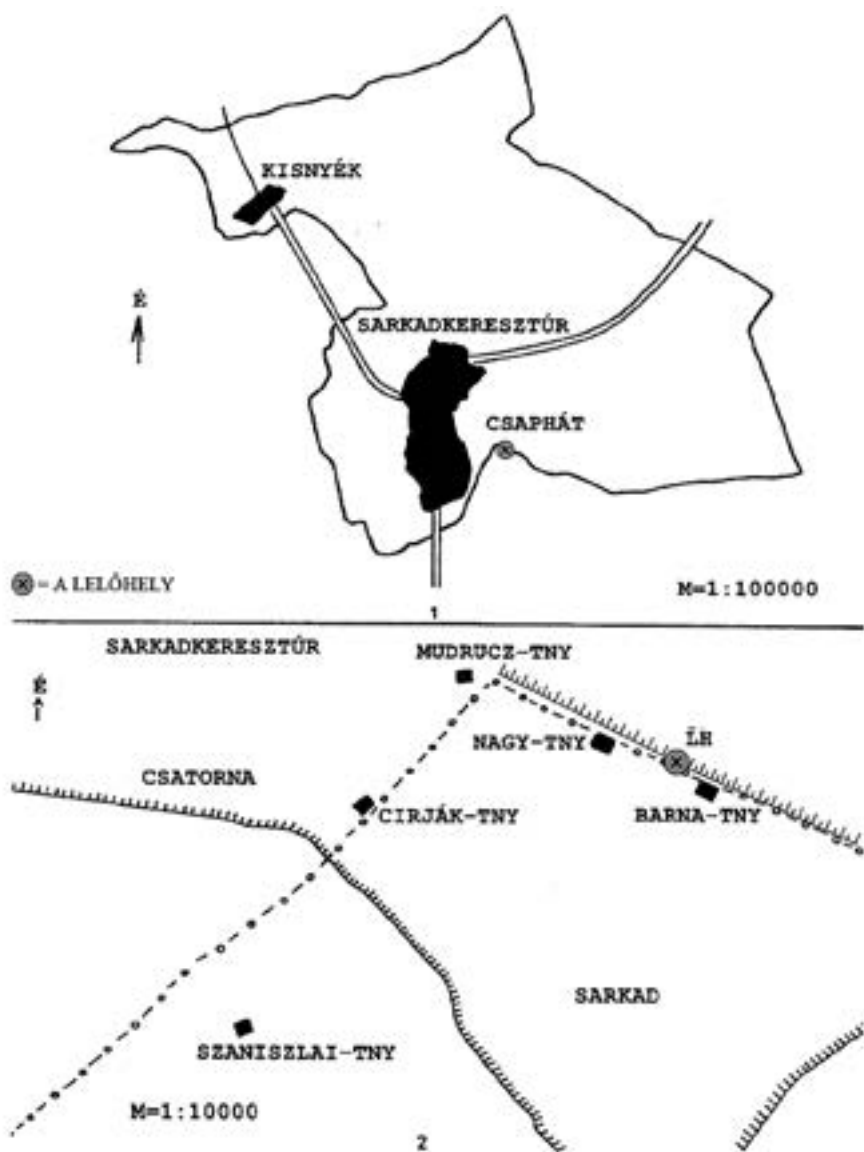 KISNYÉK
É
SARKADKERESZTÚR
CSAPHÁT
= A LELŐHELY
M=1:100000
1
SARKADKERESZTÚR
MUDRUCZ-TNY
É
LH
NAGY-TNY
CSATORNA
CIRJÁK-TNY
BARNA-TNY
SARKAD
SZANISZLAI-TNY
M=1:10000
2